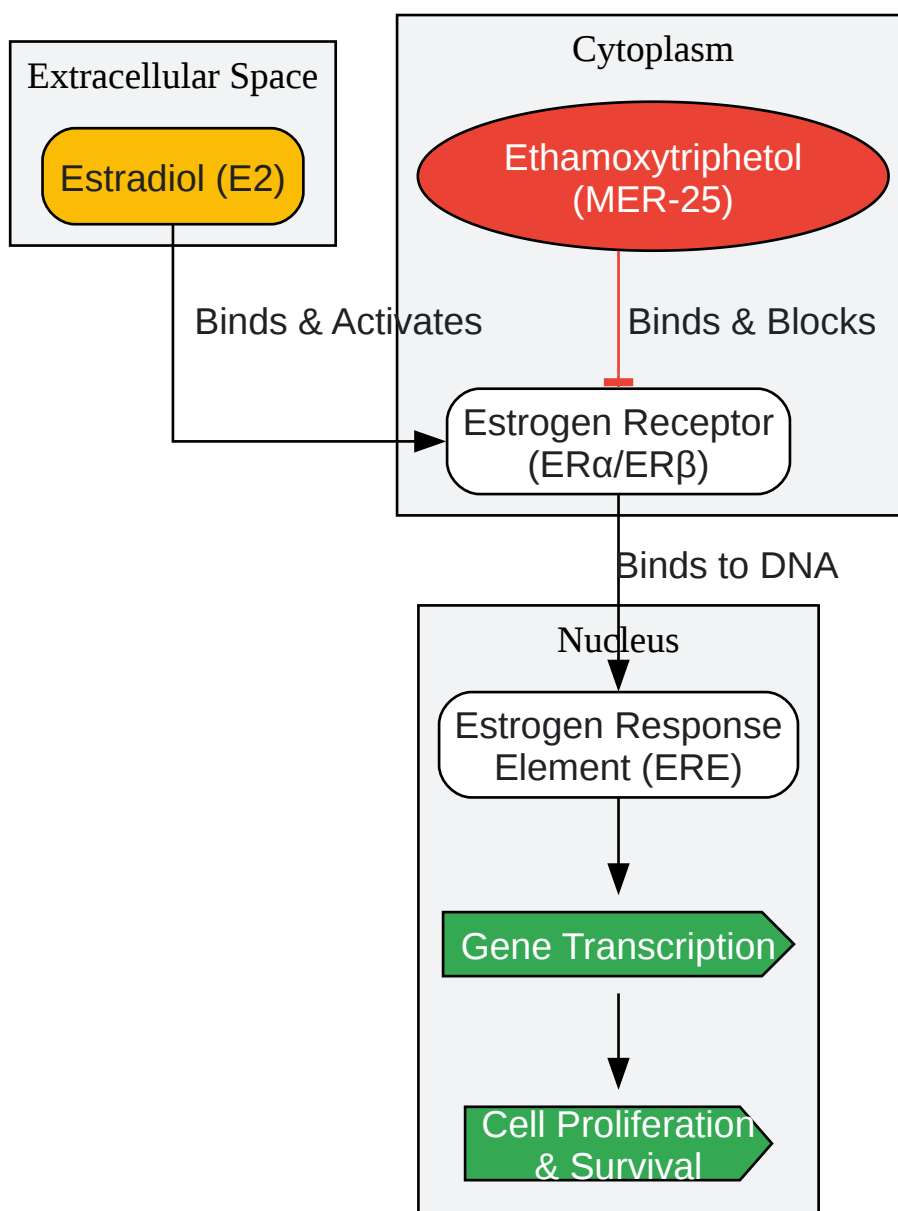 Extracellular Space
Estradiol (E2)
Cytoplasm
Ethamoxytriphetol
(MER-25)
Binds & Activates
Binds & Blocks
Estrogen Receptor
(ERα/ERβ)
Binds to DNA
Nucleus
Estrogen Response
Element (ERE)
Gene Transcription
Cell Proliferation
& Survival